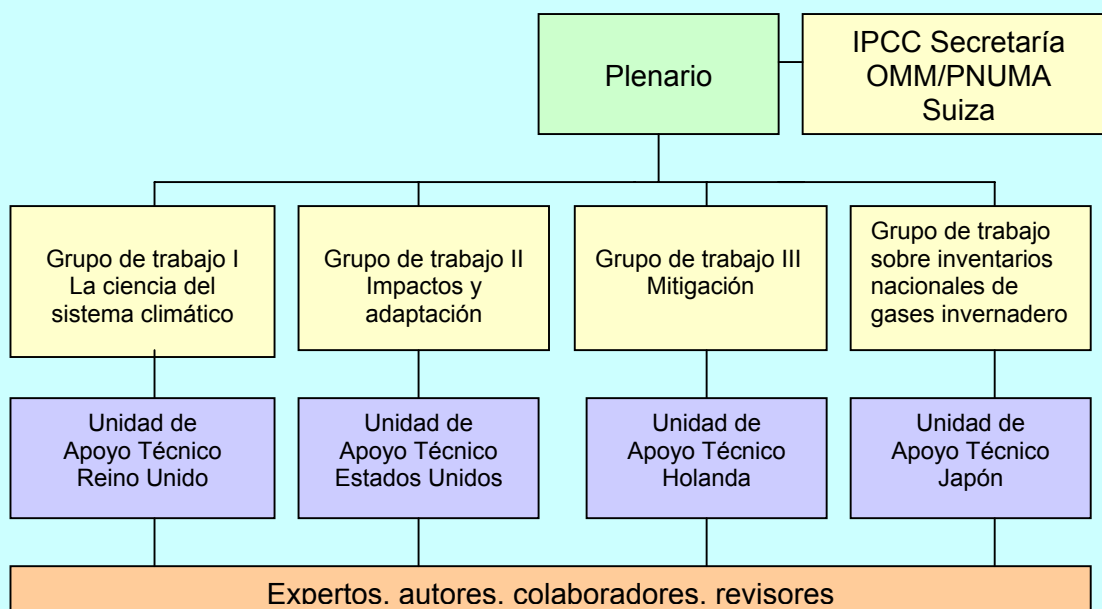 Plenario
IPCC Secretaría
OMM/PNUMA
Suiza
Grupo de trabajo I
La ciencia del
sistema climático
Grupo de trabajo II
Impactos y
adaptación
Grupo de trabajo III
Mitigación
Grupo de trabajo
sobre inventarios
nacionales de
gases invernadero
Unidad de
Apoyo Técnico
Reino Unido
Unidad de
Apoyo Técnico
Estados Unidos
Unidad de
Apoyo Técnico
Holanda
Unidad de
Apoyo Técnico
Japón
Expertos, autores, colaboradores, revisores